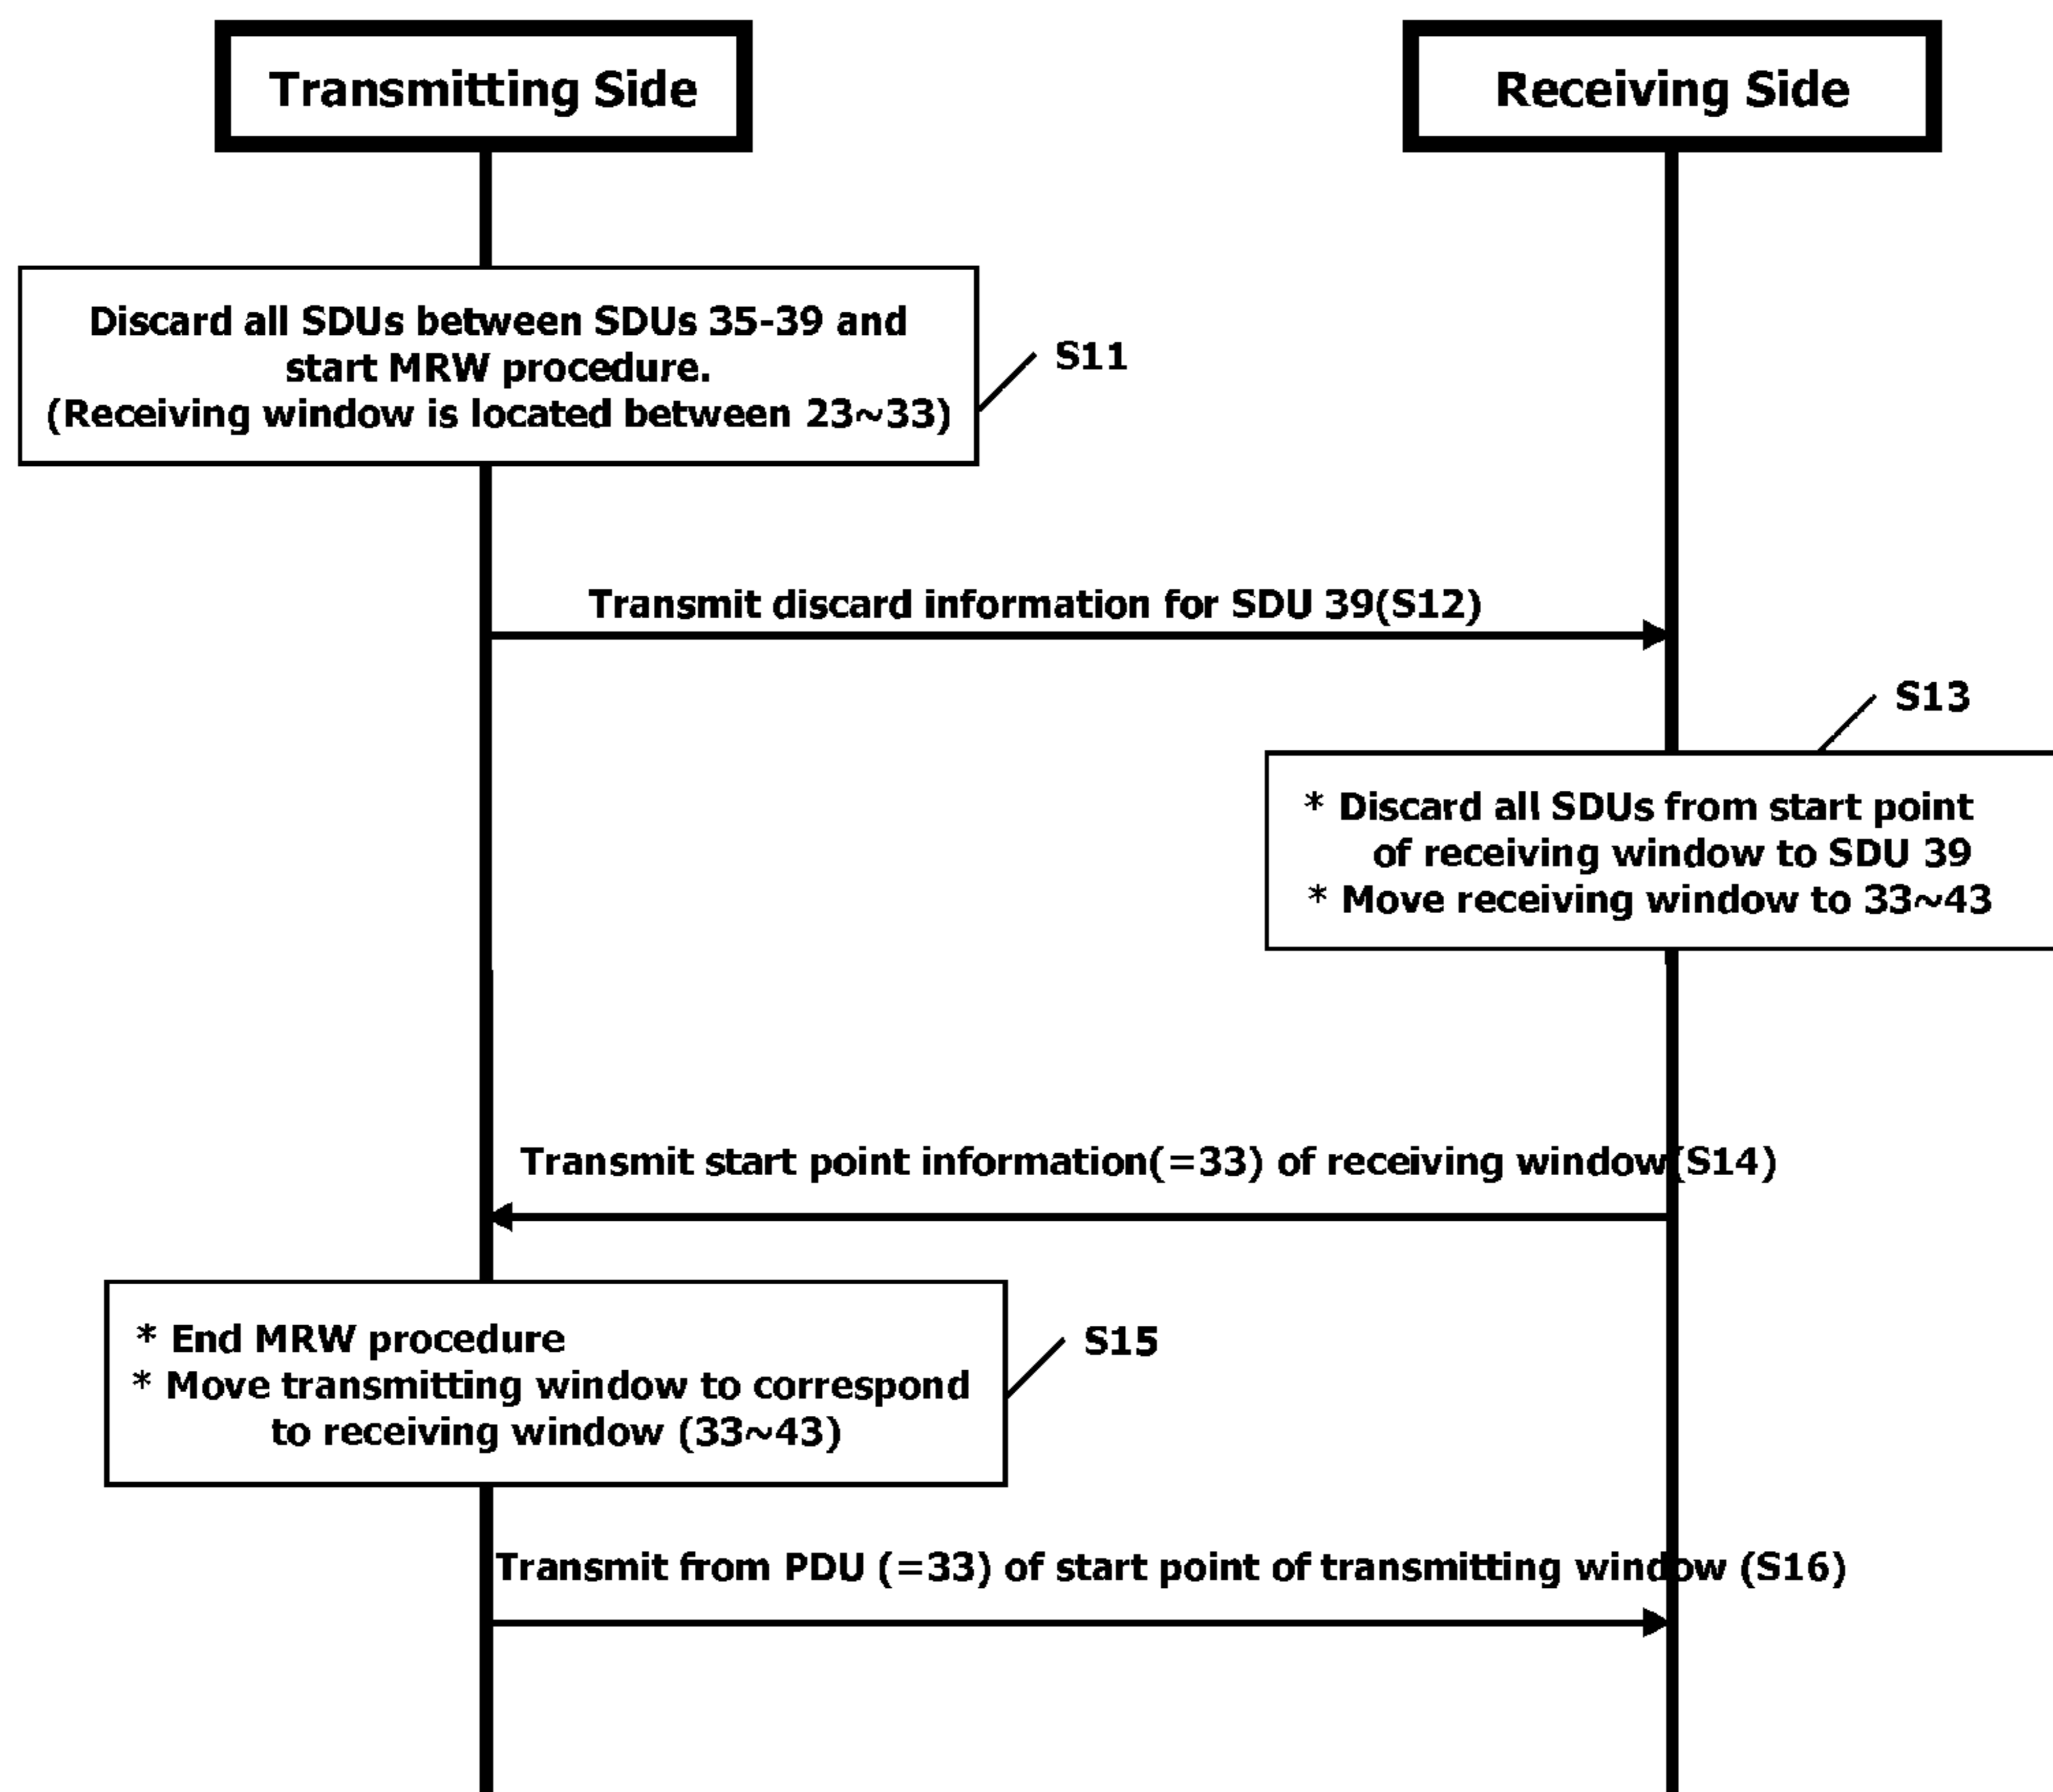 Transmitting Side
Receiving Side
Discard all SDUs between SDUs 35-39 and
start MRW procedure.
(Receiving window is located between 23~33)
S11
Transmit discard information for SDU 39(S12)
S13
* Discard all SDUs from start point
of receiving window to SDU 39
* Move receiving window to 33~43
Transmit start point information(=33) of receiving window(S14)
* End MRW procedure
* Move transmitting window to correspond
to receiving window (33~43)
S15
Transmit from PDU (=33) of start point of transmitting window (S16)